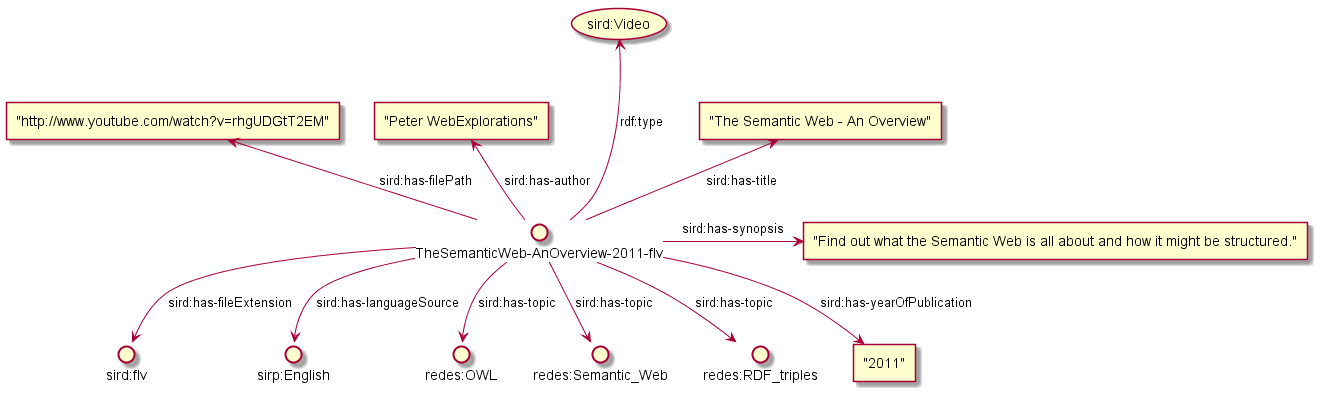 sird:Video
"http://www.youtube.com/watch?v=rhgUDGtT2EM"
"Peter WebExplorations"
rdf:type
"The Semantic Web - An Overview"
sird:has-filePath
sird:has-author
sird:has-title
TheSemanticWeb-AnOverview-2011-flv
sird:has-synopsis
"Find out what the Semantic Web is all about and how it might be structured."
sird:has-fileExtension
sird:has-languageSource
sird:has-topic
sird:has-topic
sird:has-topic
sird:has-yearOfPublication
sird:flv
sirp:English
redes:OWL
redes:Semantic_Web
redes:RDF_triples
"2011"